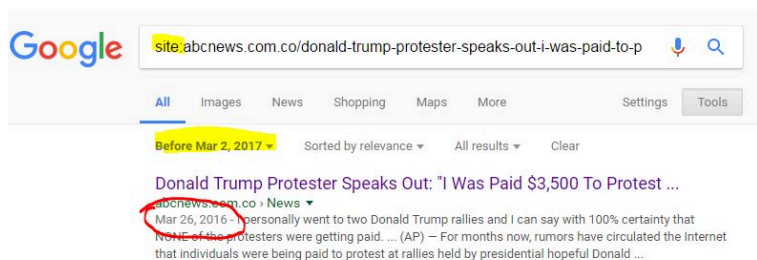 Google site:abcnews.com.co/donald-trump-protester-speaks-out-i-was-paid-to-p
All Images News Shopping Maps More Settings Tools
Before Mar 2, 2017 Sorted by relevance All results Clear
Donald Trump Protester Speaks Out: "I Was Paid $3,500 To Protest ...
abcnews.com.co › News
Mar 26, 2016 - I personally went to two Donald Trump rallies and I can say with 100% certainty that
NONE of the protesters were getting paid. ... (AP) — For months now, rumors have circulated the Internet
that individuals were being paid to protest at rallies held by presidential hopeful Donald ...